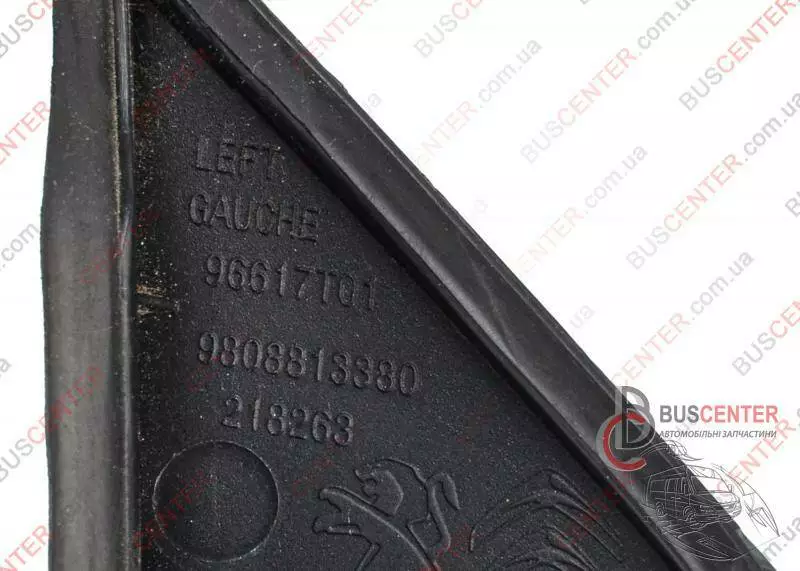 LEFT.
GAUCHE
96617T01
9808813380
218263
BUSCENTER
АВТОМОБІЛЬНІ ЗАПЧАСТИНИ
BUSCENTER.com.ua